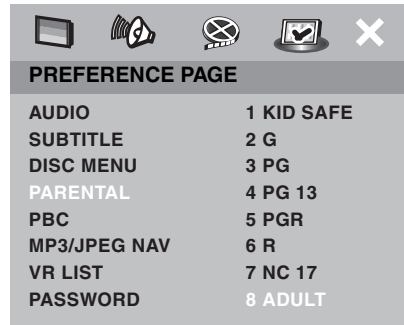 PREFERENCE PAGE
AUDIO 1 KID SAFE
SUBTITLE 2 G
DISC MENU 3 PG
PARENTAL 4 PG 13
PBC 5 PGR
MP3/JPEG NAV 6 R
VR LIST 7 NC 17
PASSWORD 8 ADULT